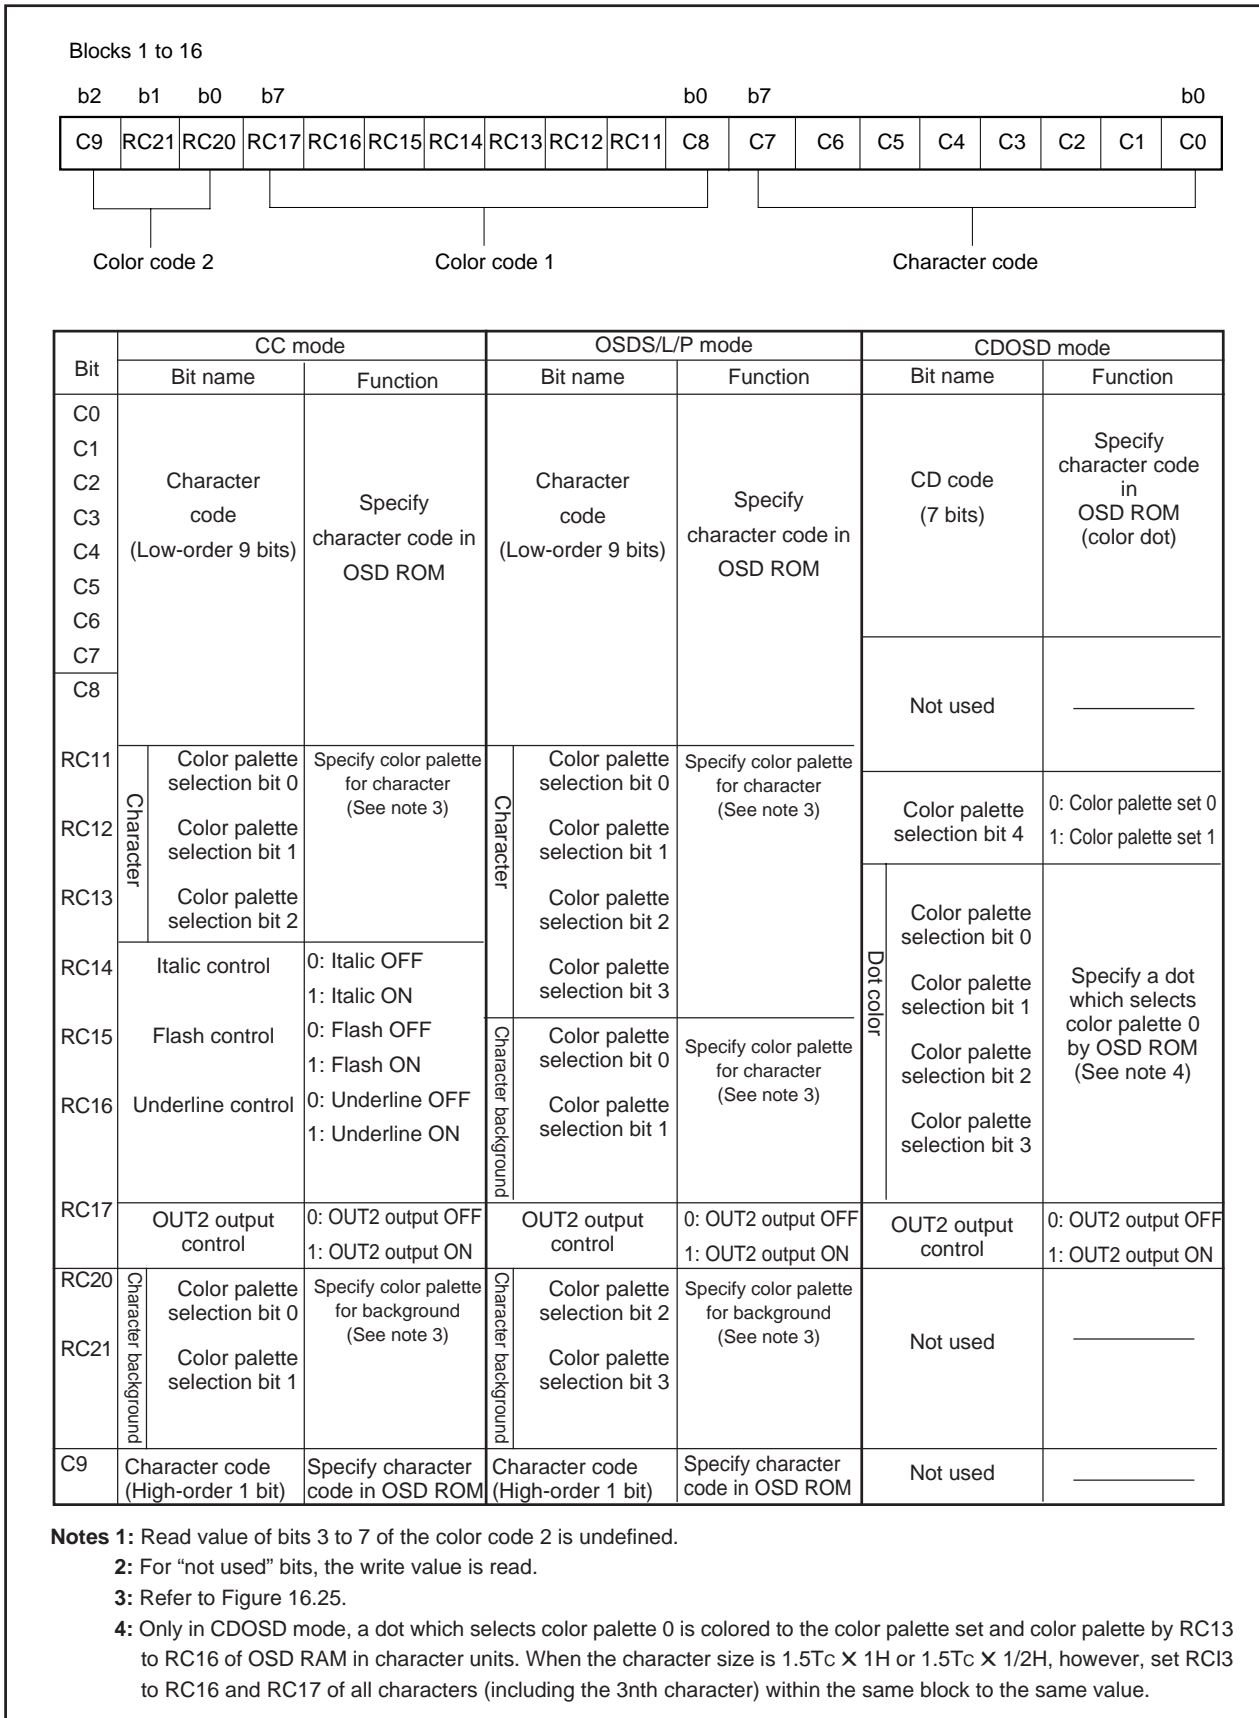 Blocks 1 to 16
b2 b1 b0 b7 b0 b7 b0
C9 RC21 RC20 RC17 RC16 RC15 RC14 RC13 RC12 RC11 C8 C7 C6 C5 C4 C3 C2 C1 C0
Color code 2 Color code 1 Character code
Bit
CC mode OSDS/L/P mode CDOSD mode
Bit name Function Bit name Function Bit name Function
C0
C1
C2
C3
C4
C5
C6
C7
C8
Character
code
(Low-order 9 bits)
Specify
character code in
OSD ROM
Character
code
(Low-order 9 bits)
Specify
character code in
OSD ROM
CD code
(7 bits)
Specify
character code
in
OSD ROM
(color dot)
Not used
RC11
RC12
RC13
RC14
RC15
RC16
Character
Color palette
selection bit 0
Color palette
selection bit 1
Color palette
selection bit 2
Specify color palette
for character
(See note 3)
Italic control
0: Italic OFF
1: Italic ON
Flash control
0: Flash OFF
1: Flash ON
Underline control
0: Underline OFF
1: Underline ON
Character
Color palette
selection bit 0
Color palette
selection bit 1
Color palette
selection bit 2
Color palette
selection bit 3
Specify color palette
for character
(See note 3)
Character background
Color palette
selection bit 0
Color palette
selection bit 1
Specify color palette
for character
(See note 3)
Color palette
selection bit 4
0: Color palette set 0
1: Color palette set 1
Dot color
Color palette
selection bit 0
Color palette
selection bit 1
Color palette
selection bit 2
Color palette
selection bit 3
Specify a dot
which selects
color palette 0
by OSD ROM
(See note 4)
RC17
OUT2 output
control
0: OUT2 output OFF
1: OUT2 output ON
OUT2 output
control
0: OUT2 output OFF
1: OUT2 output ON
OUT2 output
control
0: OUT2 output OFF
1: OUT2 output ON
RC20
RC21
Character background
Color palette
selection bit 0
Color palette
selection bit 1
Specify color palette
for background
(See note 3)
Character background
Color palette
selection bit 2
Color palette
selection bit 3
Specify color palette
for background
(See note 3)
Not used
C9
Character code
(High-order 1 bit)
Specify character
code in OSD ROM
Character code
(High-order 1 bit)
Specify character
code in OSD ROM
Not used
Notes 1: Read value of bits 3 to 7 of the color code 2 is undefined.
2: For “not used” bits, the write value is read.
3: Refer to Figure 16.25.
4: Only in CDOSD mode, a dot which selects color palette 0 is colored to the color palette set and color palette by RC13
to RC16 of OSD RAM in character units. When the character size is 1.5TC X 1H or 1.5TC X 1/2H, however, set RCI3
to RC16 and RC17 of all characters (including the 3nth character) within the same block to the same value.